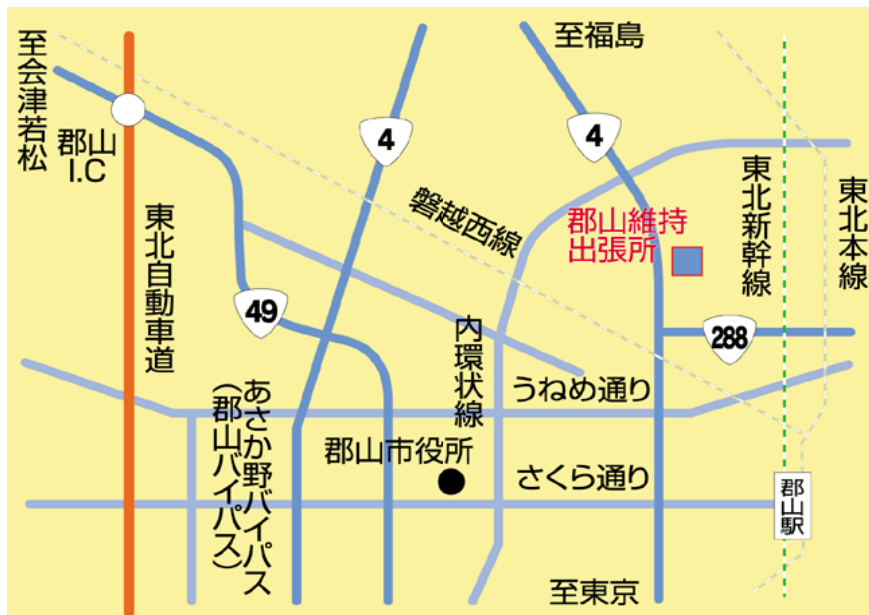 至会津若松
郡山
I.C
東北自動車道
4
至福島
4
磐越西線
郡山維持
出張所
東北新幹線
東北本線
49
内環状線
288
うねめ通り
あさか野バイパス
(郡山バイパス)
郡山市役所
さくら通り
郡山駅
至東京